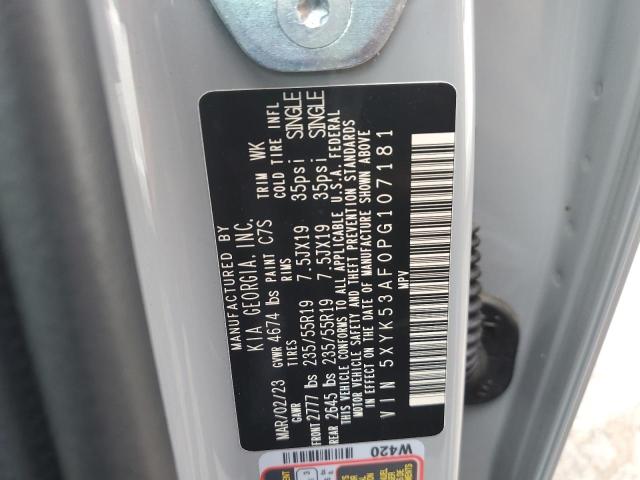 MANUFACTURED BY
KIA GEORGIA, INC.
MAR/02/23 GVWR 4674 lbs PAINT C7S TRIM WK
GAWR TIRES RIMS COLD TIRE INFL
FRONT 2777 lbs 235/55R19 7.5JX19 35psi SINGLE
REAR 2645 lbs 235/55R19 7.5JX19 35psi SINGLE
THIS VEHICLE CONFORMS TO ALL APPLICABLE U.S.A. FEDERAL
MOTOR VEHICLE SAFETY AND THEFT PREVENTION STANDARDS
IN EFFECT ON THE DATE OF MANUFACTURE SHOWN ABOVE
VIN 5XYK53AF0PG107181
MPV
W420